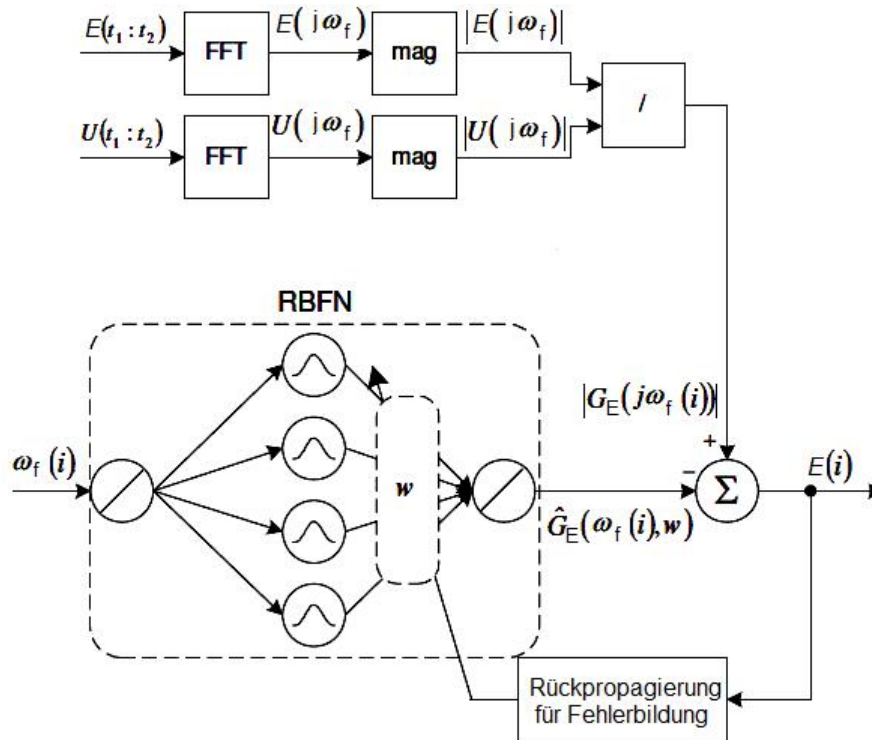 E(t₁ : t₂) FFT E(jω_f) mag |E(jω_f)|
/
U(t₁ : t₂) FFT U(jω_f) mag |U(jω_f)|
RBFN
|G_E(jω_f(i))|
+
ω_f(i) w − Σ E(i)
Ĝ_E(ω_f(i),w)
Rückpropagierung
für Fehlerbildung